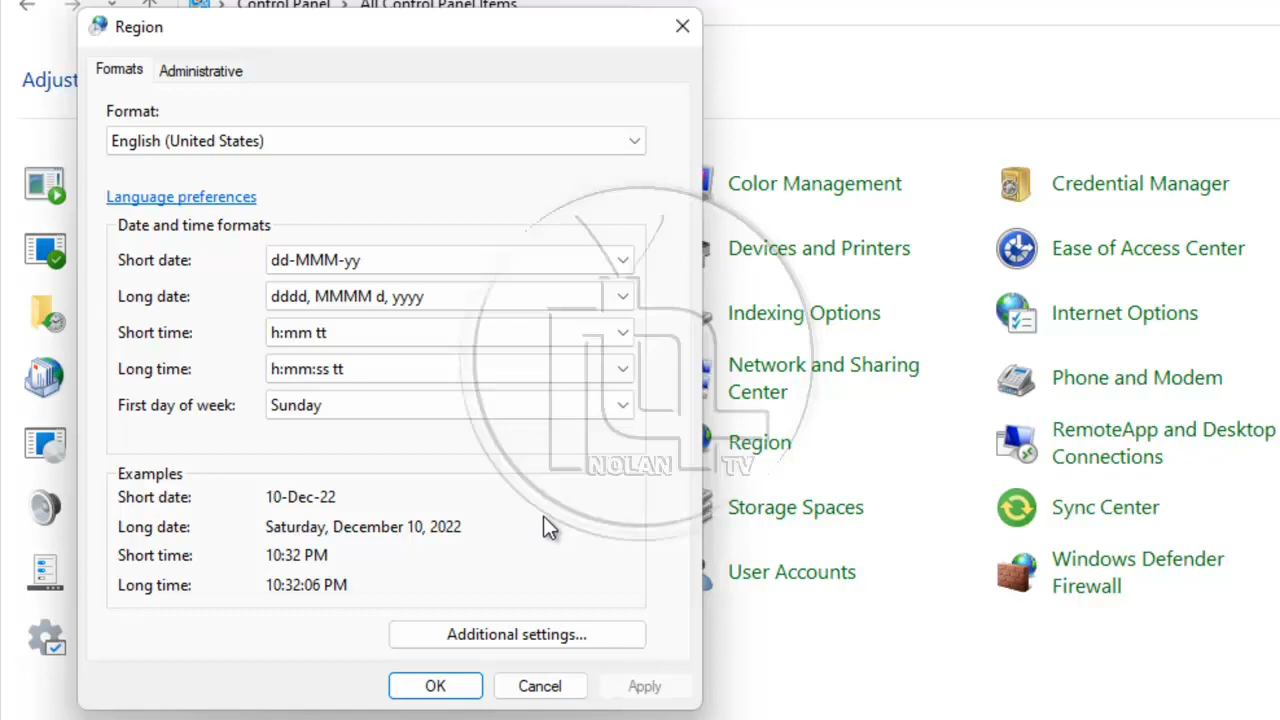 Control Panel > All Control Panel Items
Region
Adjust
Formats
Administrative
Format:
English (United States)
Language preferences
Date and time formats
Short date: dd-MMM-yy
Long date: dddd, MMMM d, yyyy
Short time: h:mm tt
Long time: h:mm:ss tt
First day of week: Sunday
Examples
Short date: 10-Dec-22
Long date: Saturday, December 10, 2022
Short time: 10:32 PM
Long time: 10:32:06 PM
Additional settings...
OK
Cancel
Apply
Color Management
Credential Manager
Devices and Printers
Ease of Access Center
Indexing Options
Internet Options
Network and Sharing
Center
Phone and Modem
Region
RemoteApp and Desktop
Connections
Storage Spaces
Sync Center
User Accounts
Windows Defender
Firewall
NOLAN TV